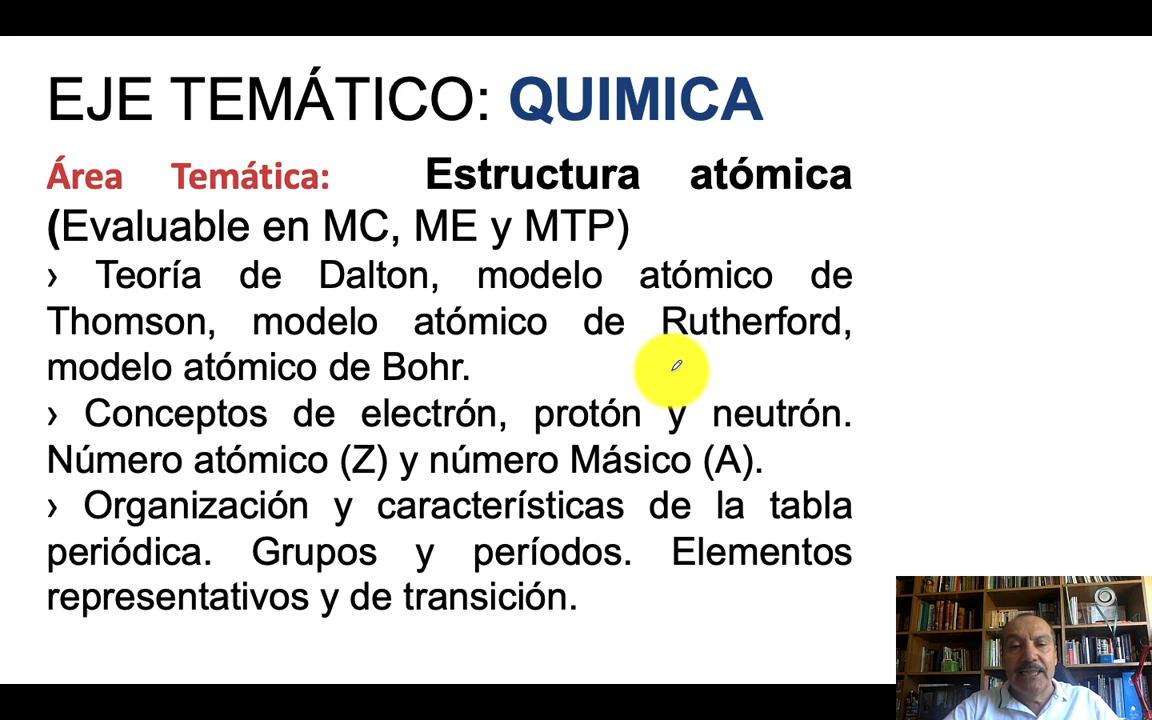 EJE TEMÁTICO: QUIMICA
Área Temática: Estructura atómica
(Evaluable en MC, ME y MTP)
› Teoría de Dalton, modelo atómico de
Thomson, modelo atómico de Rutherford,
modelo atómico de Bohr.
› Conceptos de electrón, protón y neutrón.
Número atómico (Z) y número Másico (A).
› Organización y características de la tabla
periódica. Grupos y períodos. Elementos
representativos y de transición.